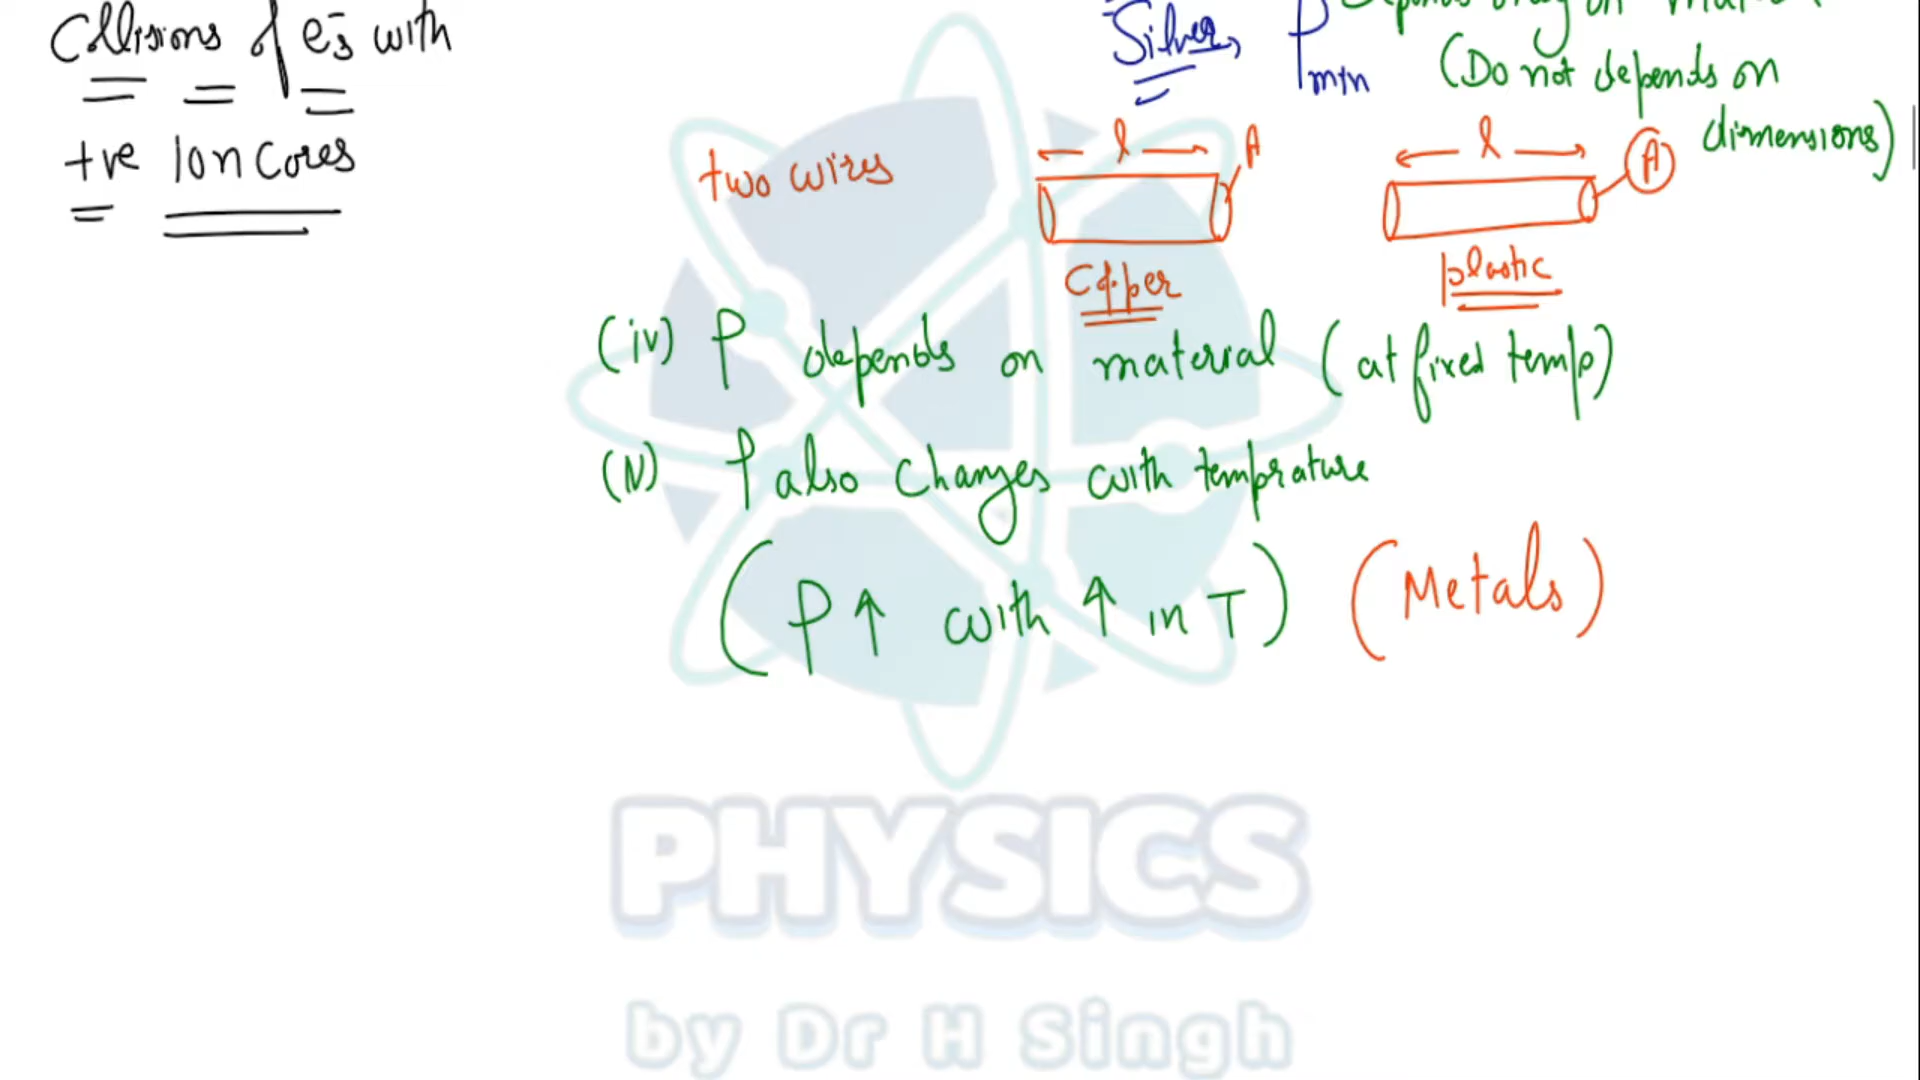 Collisions of e⁻s with
+ve Ion Cores
Silver, ρmin
(Do not depends on
dimensions)
two wires
l A
l A
Copper
plastic
(iv) ρ depends on material (at fixed temp)
(v) ρ also changes with temprature
(ρ↑ with ↑ in T) (Metals)
PHYSICS
by Dr H Singh